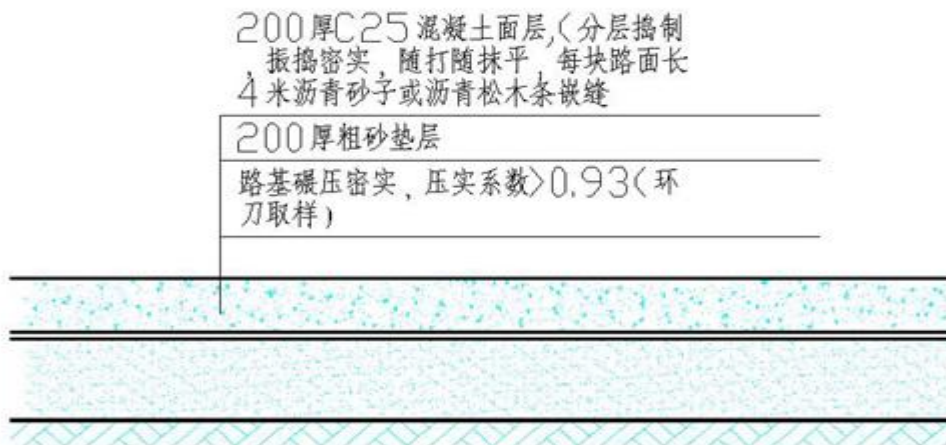 200厚C25混凝土面层,(分层捣制
,振捣密实,随打随抹平,每块路面长
4米沥青砂子或沥青松木条嵌缝
200厚粗砂垫层
路基碾压密实,压实系数>0.93(环
刀取样)